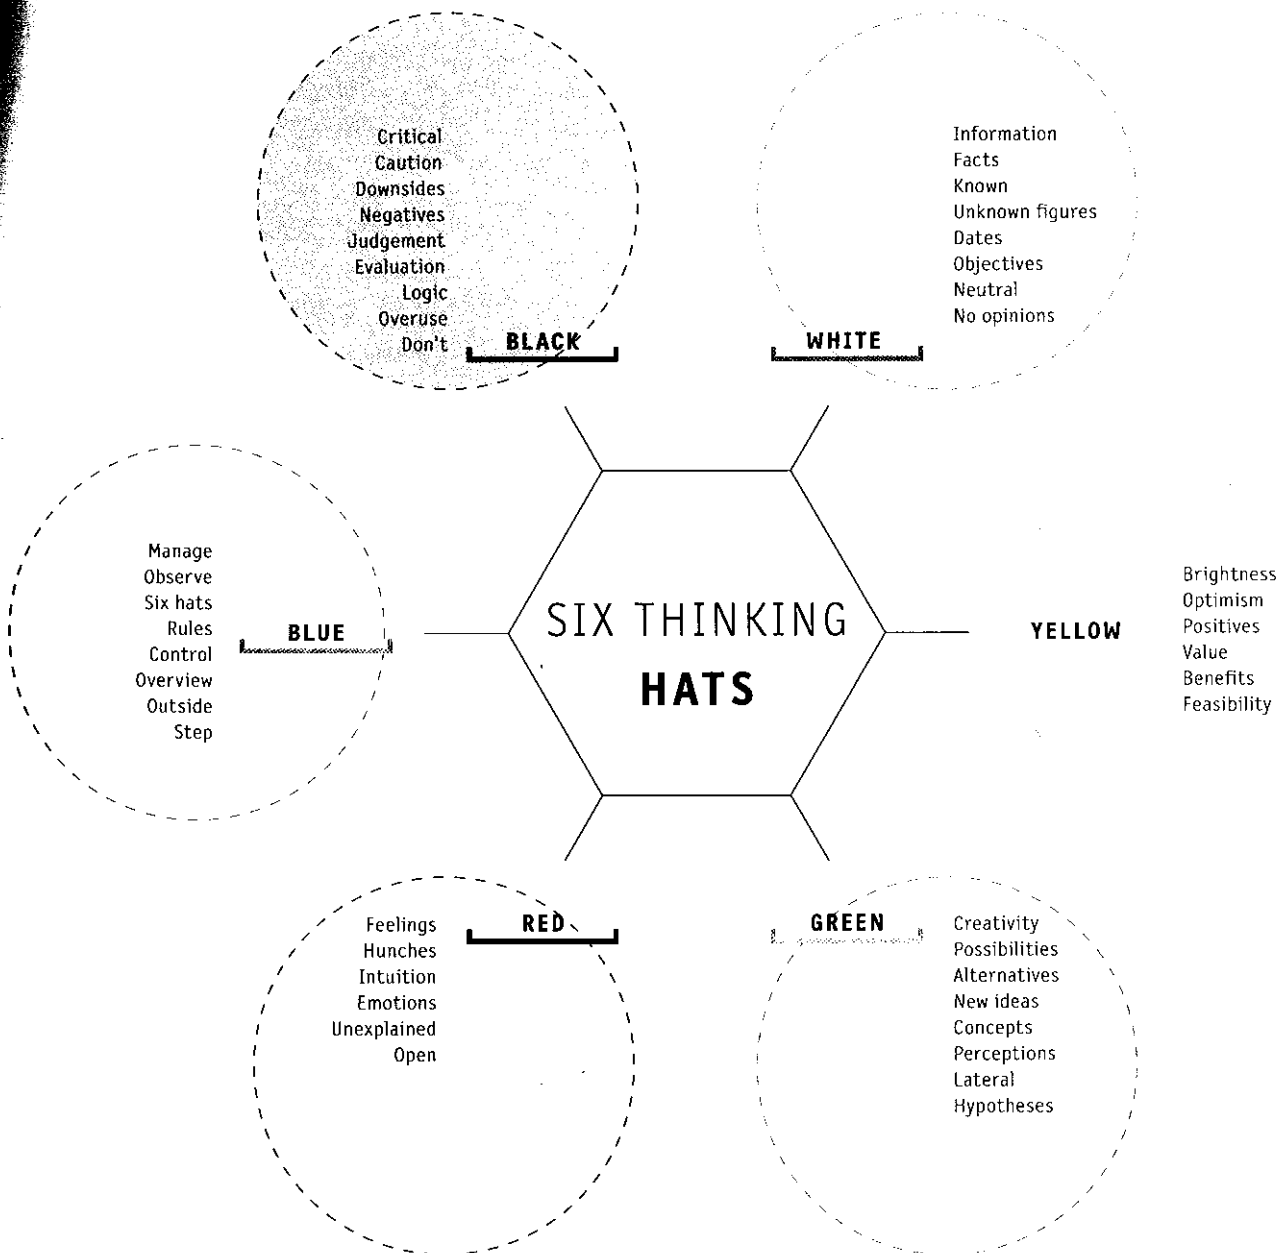 Critical
Caution
Downsides
Negatives
Judgement
Evaluation
Logic
Overuse
Don't
BLACK
Information
Facts
Known
Unknown figures
Dates
Objectives
Neutral
No opinions
WHITE
Manage
Observe
Six hats
Rules
Control
Overview
Outside
Step
BLUE
SIX THINKING
HATS
YELLOW
Brightness
Optimism
Positives
Value
Benefits
Feasibility
Feelings
Hunches
Intuition
Emotions
Unexplained
Open
RED
GREEN
Creativity
Possibilities
Alternatives
New ideas
Concepts
Perceptions
Lateral
Hypotheses